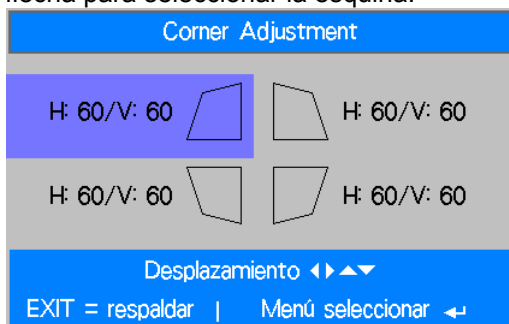 flecha para seleccionar la esquina.
Corner Adjustment
H: 60/V: 60 H: 60/V: 60
H: 60/V: 60 H: 60/V: 60
Desplazamiento
EXIT = respaldar | Menú seleccionar